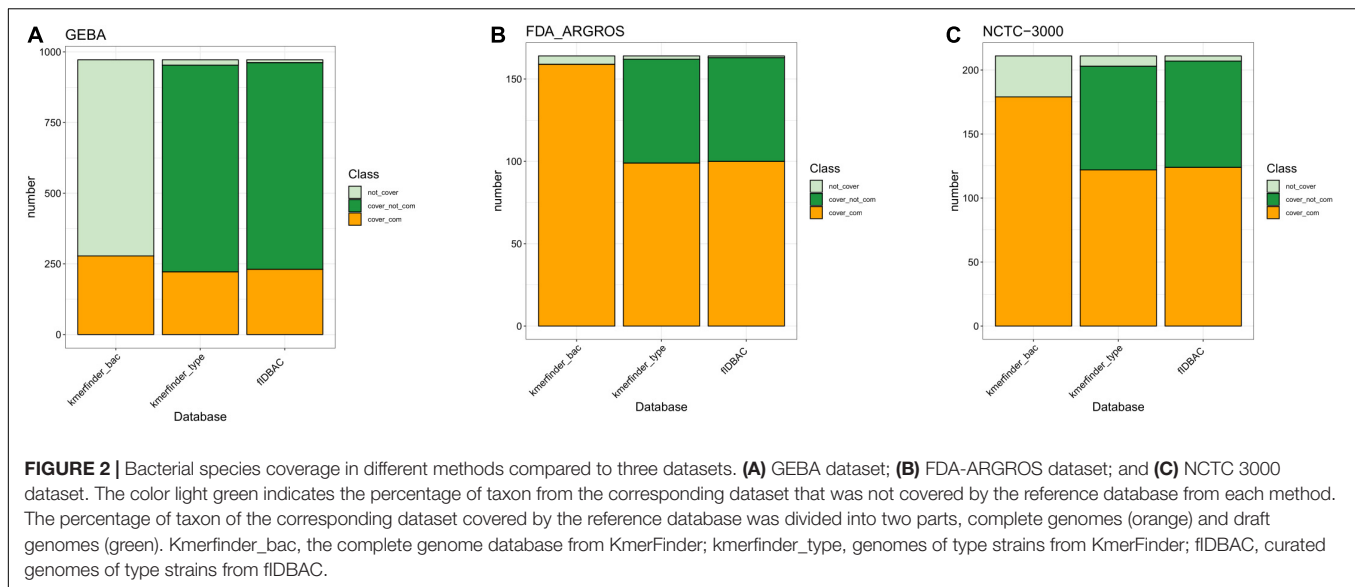 A GEBA
1000
750
500
250
0
number
kmerfinder_bac
kmerfinder_type
fIDBAC
Database
Class
not_cover
cover_not_com
cover_com
B FDA_ARGROS
150
100
50
0
number
kmerfinder_bac
kmerfinder_type
fIDBAC
Database
Class
not_cover
cover_not_com
cover_com
C NCTC-3000
200
150
100
50
0
number
kmerfinder_bac
kmerfinder_type
fIDBAC
Database
Class
not_cover
cover_not_com
cover_com
FIGURE 2 | Bacterial species coverage in different methods compared to three datasets. (A) GEBA dataset; (B) FDA-ARGROS dataset; and (C) NCTC 3000
dataset. The color light green indicates the percentage of taxon from the corresponding dataset that was not covered by the reference database from each method.
The percentage of taxon of the corresponding dataset covered by the reference database was divided into two parts, complete genomes (orange) and draft
genomes (green). Kmerfinder_bac, the complete genome database from KmerFinder; kmerfinder_type, genomes of type strains from KmerFinder; fIDBAC, curated
genomes of type strains from fIDBAC.